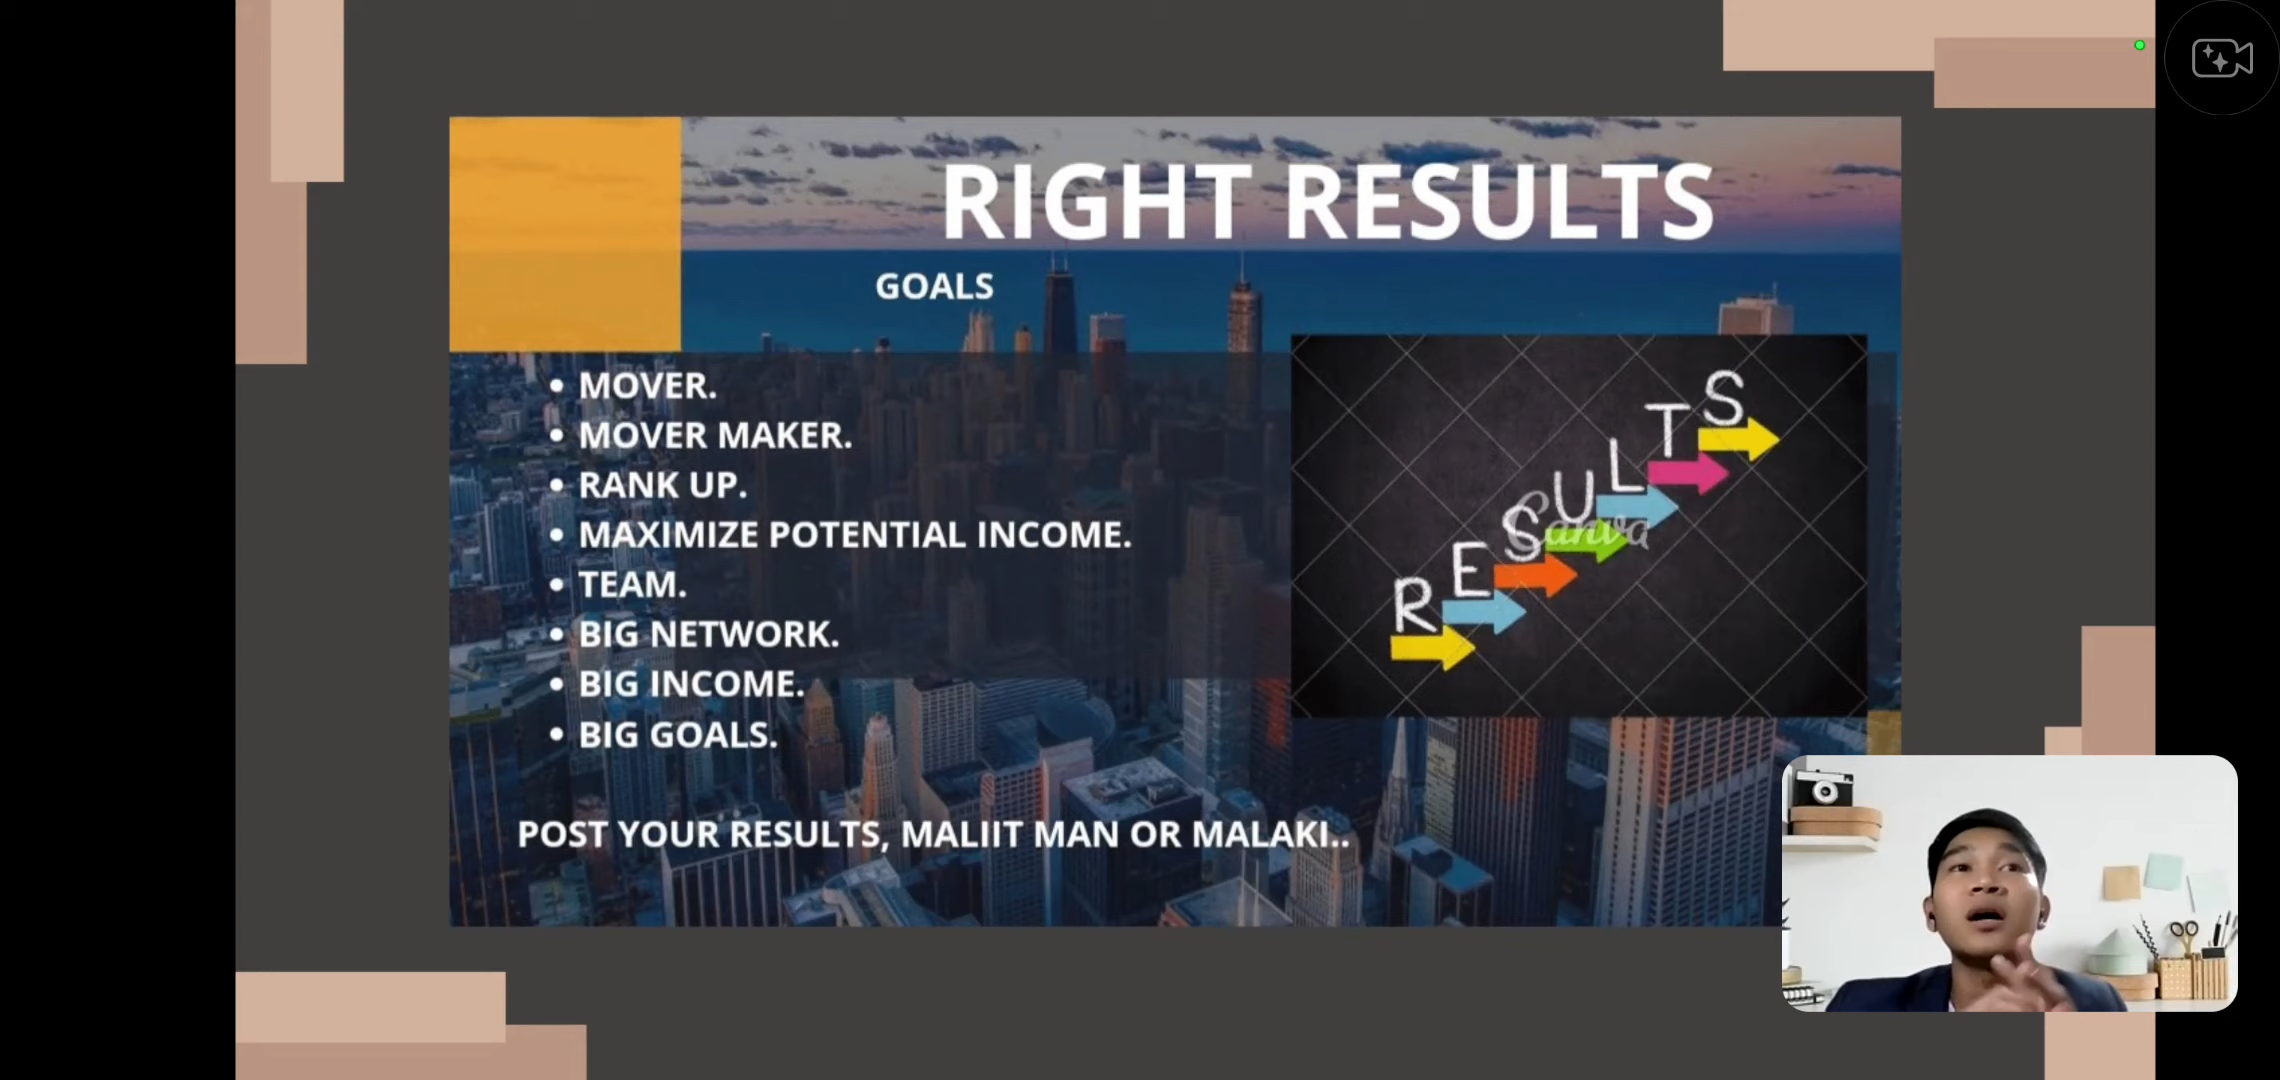 RIGHT RESULTS
GOALS
MOVER.
MOVER MAKER.
RANK UP.
MAXIMIZE POTENTIAL INCOME.
TEAM.
BIG NETWORK.
BIG INCOME.
BIG GOALS.
RESULTS
Canva
POST YOUR RESULTS, MALIIT MAN OR MALAKI..